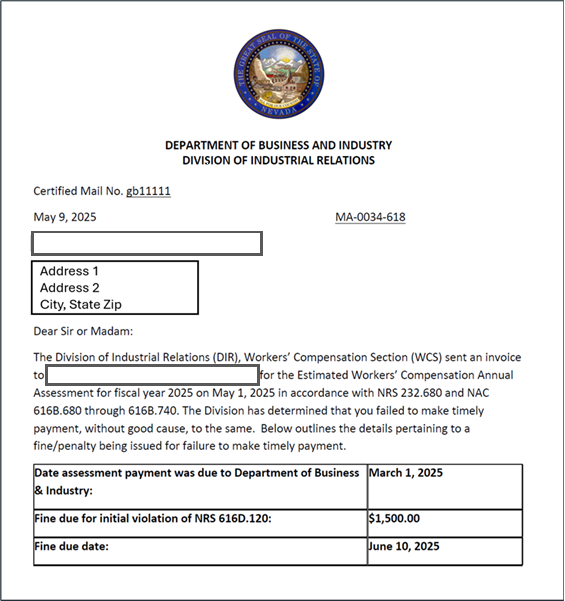 THE GREAT SEAL OF THE STATE OF
NEVADA
ALL FOR OUR COUNTRY
DEPARTMENT OF BUSINESS AND INDUSTRY
DIVISION OF INDUSTRIAL RELATIONS
Certified Mail No. gb11111
May 9, 2025 MA-0034-618
Address 1
Address 2
City, State Zip
Dear Sir or Madam:
The Division of Industrial Relations (DIR), Workers’ Compensation Section (WCS) sent an invoice
to for the Estimated Workers’ Compensation Annual
Assessment for fiscal year 2025 on May 1, 2025 in accordance with NRS 232.680 and NAC
616B.680 through 616B.740. The Division has determined that you failed to make timely
payment, without good cause, to the same.  Below outlines the details pertaining to a
fine/penalty being issued for failure to make timely payment.
Date assessment payment was due to Department of Business March 1, 2025
& Industry:
Fine due for initial violation of NRS 616D.120: $1,500.00
Fine due date: June 10, 2025